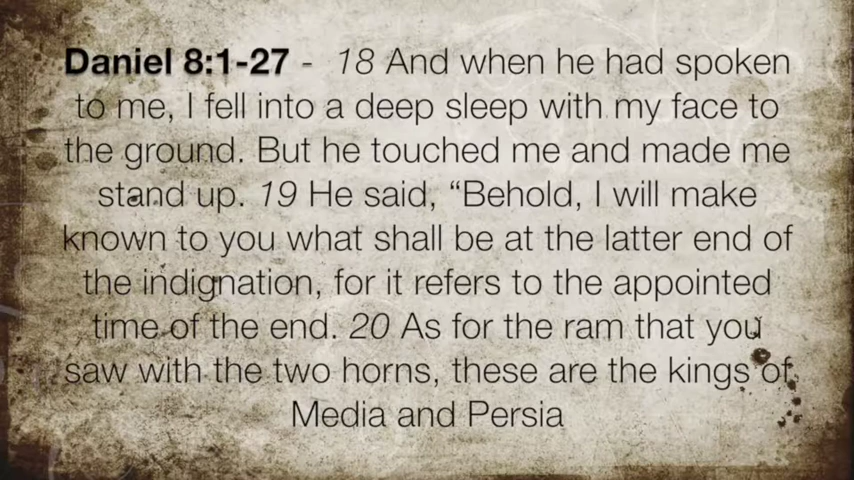 Daniel 8:1-27 - 18 And when he had spoken
to me, I fell into a deep sleep with my face to
the ground. But he touched me and made me
stand up. 19 He said, “Behold, I will make
known to you what shall be at the latter end of
the indignation, for it refers to the appointed
time of the end. 20 As for the ram that you
saw with the two horns, these are the kings of
Media and Persia